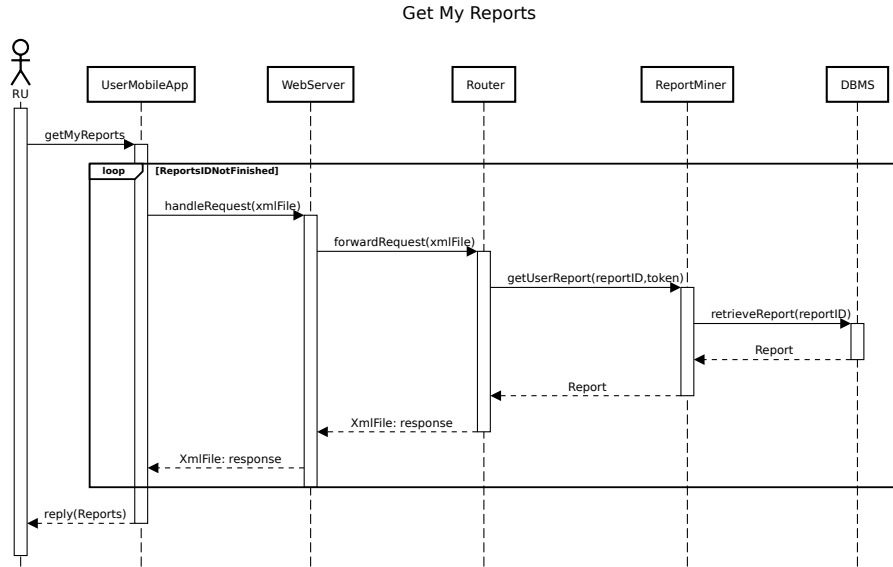 Get My Reports
RU
UserMobileApp
WebServer
Router
ReportMiner
DBMS
getMyReports
loop [ReportsIDNotFinished]
handleRequest(xmlFile)
forwardRequest(xmlFile)
getUserReport(reportID,token)
retrieveReport(reportID)
Report
Report
XmlFile: response
XmlFile: response
reply(Reports)